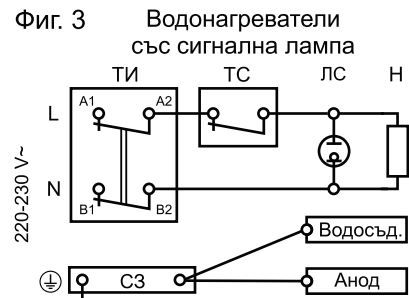 Фиг. 3
Водонагреватели
със сигнална лампа
ТИ
ТС
ЛС
Н
A1
A2
L
N
B1
B2
220-230 V~
Водосъд.
СЗ
Анод